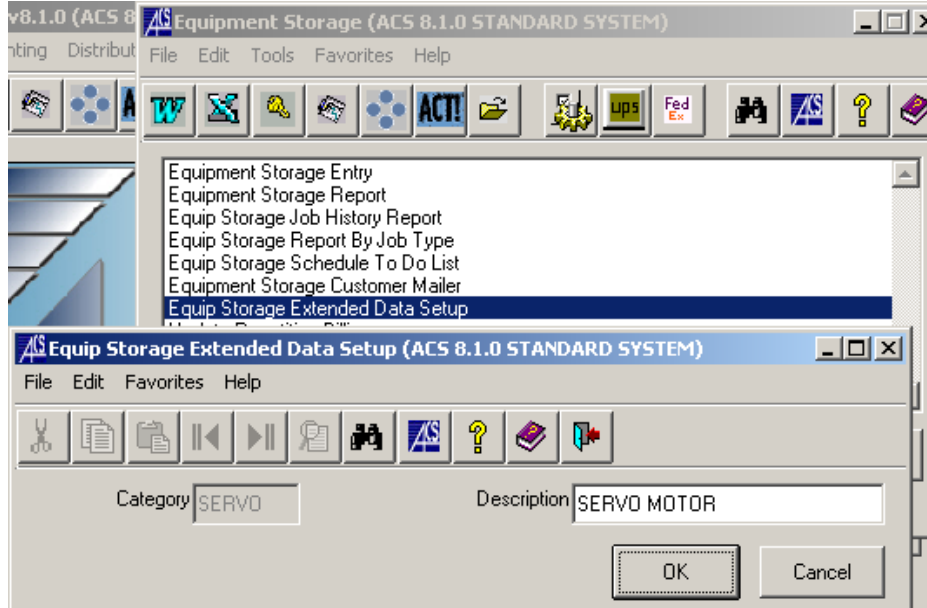 v8.1.0 (ACS 8
Equipment Storage (ACS 8.1.0 STANDARD SYSTEM)
nting Distribut
File Edit Tools Favorites Help
W X ACT! ups Fed Ex ACS ?
Equipment Storage Entry
Equipment Storage Report
Equip Storage Job History Report
Equip Storage Report By Job Type
Equip Storage Schedule To Do List
Equipment Storage Customer Mailer
Equip Storage Extended Data Setup
ACS Equip Storage Extended Data Setup (ACS 8.1.0 STANDARD SYSTEM)
File Edit Favorites Help
ACS ?
Category SERVO Description SERVO MOTOR
OK Cancel